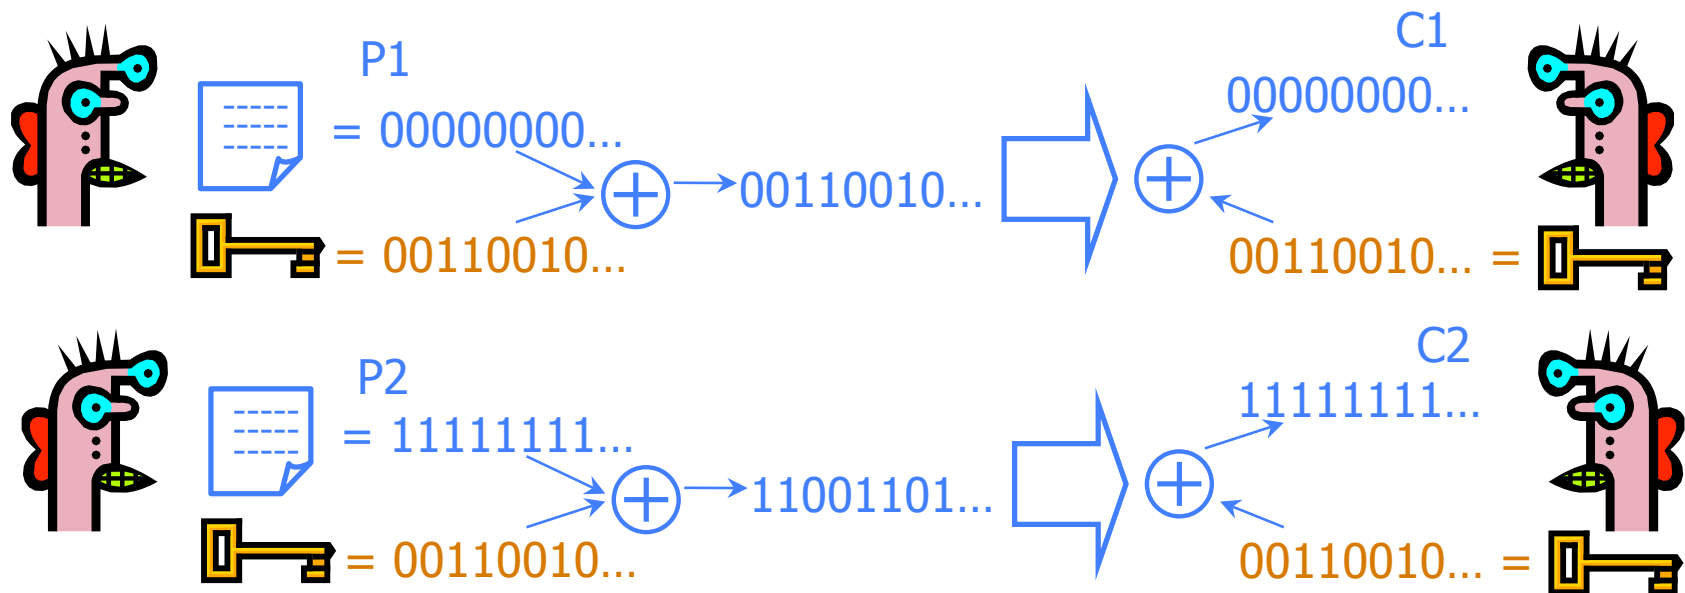 P1
= 00000000...
00110010...
= 00110010...
C1
00000000...
00110010... =
P2
= 11111111...
11001101...
= 00110010...
C2
11111111...
00110010... =